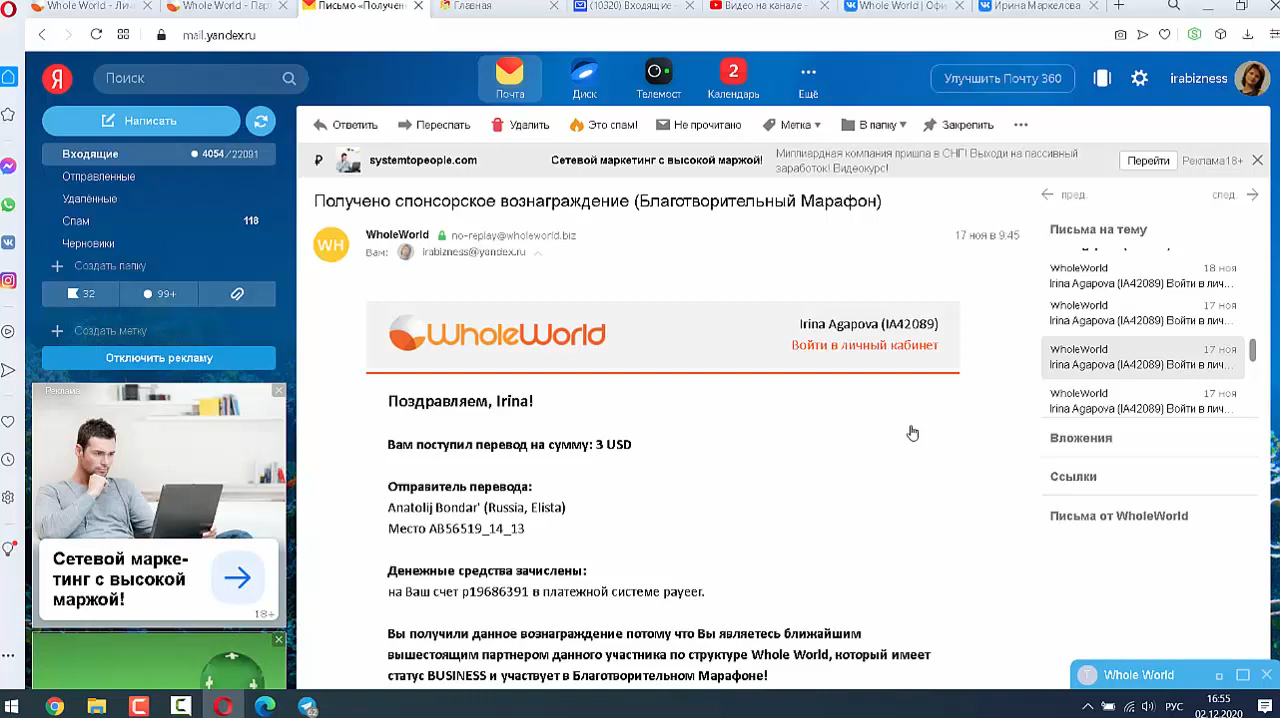 Whole World - Ли
Whole World - Пар
Письмо «Получен
Главная
(10320) Входящие -
Видео на канале -
Whole World | Офи
Ирина Маркелова
mail.yandex.ru
Я
Поиск
Почта
Диск
Телемост
2
Календарь
Ещё
Улучшить Почту 360
irabizness
Написать
Входящие
4054/22091
Отправленные
Удалённые
Спам
118
Черновики
Создать папку
32
99+
Создать метку
Отключить рекламу
Реклама
Сетевой марке-
тинг с высокой
маржой!
18+
Ответить
Переслать
Удалить
Это спам!
Не прочитано
Метка
В папку
Закрепить
₽
systemtopeople.com
Сетевой маркетинг с высокой маржой!
Миллиардная компания пришла в СНГ! Выходи на пассивный
заработок! Видеокурс!
Перейти
Реклама18+
Получено спонсорское вознаграждение (Благотворительный Марафон)
пред.
след.
WH
WholeWorld
no-replay@wholeworld.biz
17 ноя в 9:45
Вам:
irabizness@yandex.ru
WholeWorld
Irina Agapova (IA42089)
Войти в личный кабинет
Поздравляем, Irina!
Вам поступил перевод на сумму: 3 USD
Отправитель перевода:
Anatolij Bondar' (Russia, Elista)
Место AB56519_14_13
Денежные средства зачислены:
на Ваш счет p19686391 в платежной системе payeer.
Вы получили данное вознаграждение потому что Вы являетесь ближайшим
вышестоящим партнером данного участника по структуре Whole World, который имеет
статус BUSINESS и участвует в Благотворительном Марафоне!
Письма на тему
WholeWorld
18 ноя
Irina Agapova (IA42089) Войти в лич...
WholeWorld
17 ноя
Irina Agapova (IA42089) Войти в лич...
WholeWorld
17 ноя
Irina Agapova (IA42089) Войти в лич...
WholeWorld
17 ноя
Irina Agapova (IA42089) Войти в лич...
Вложения
Ссылки
Письма от WholeWorld
Whole World
РУС
16:55
02.12.2020